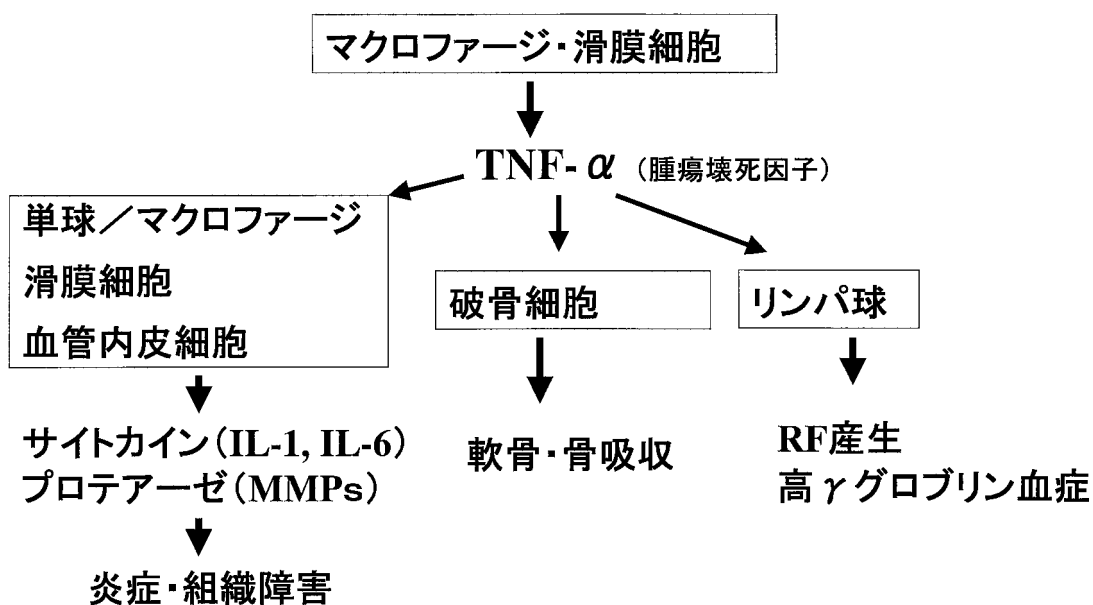 マクロファージ・滑膜細胞
TNF-α（腫瘍壊死因子）
単球／マクロファージ
滑膜細胞
血管内皮細胞
破骨細胞
リンパ球
サイトカイン（IL-1, IL-6）
プロテアーゼ（MMPs）
軟骨・骨吸収
RF産生
高γグロブリン血症
炎症・組織障害